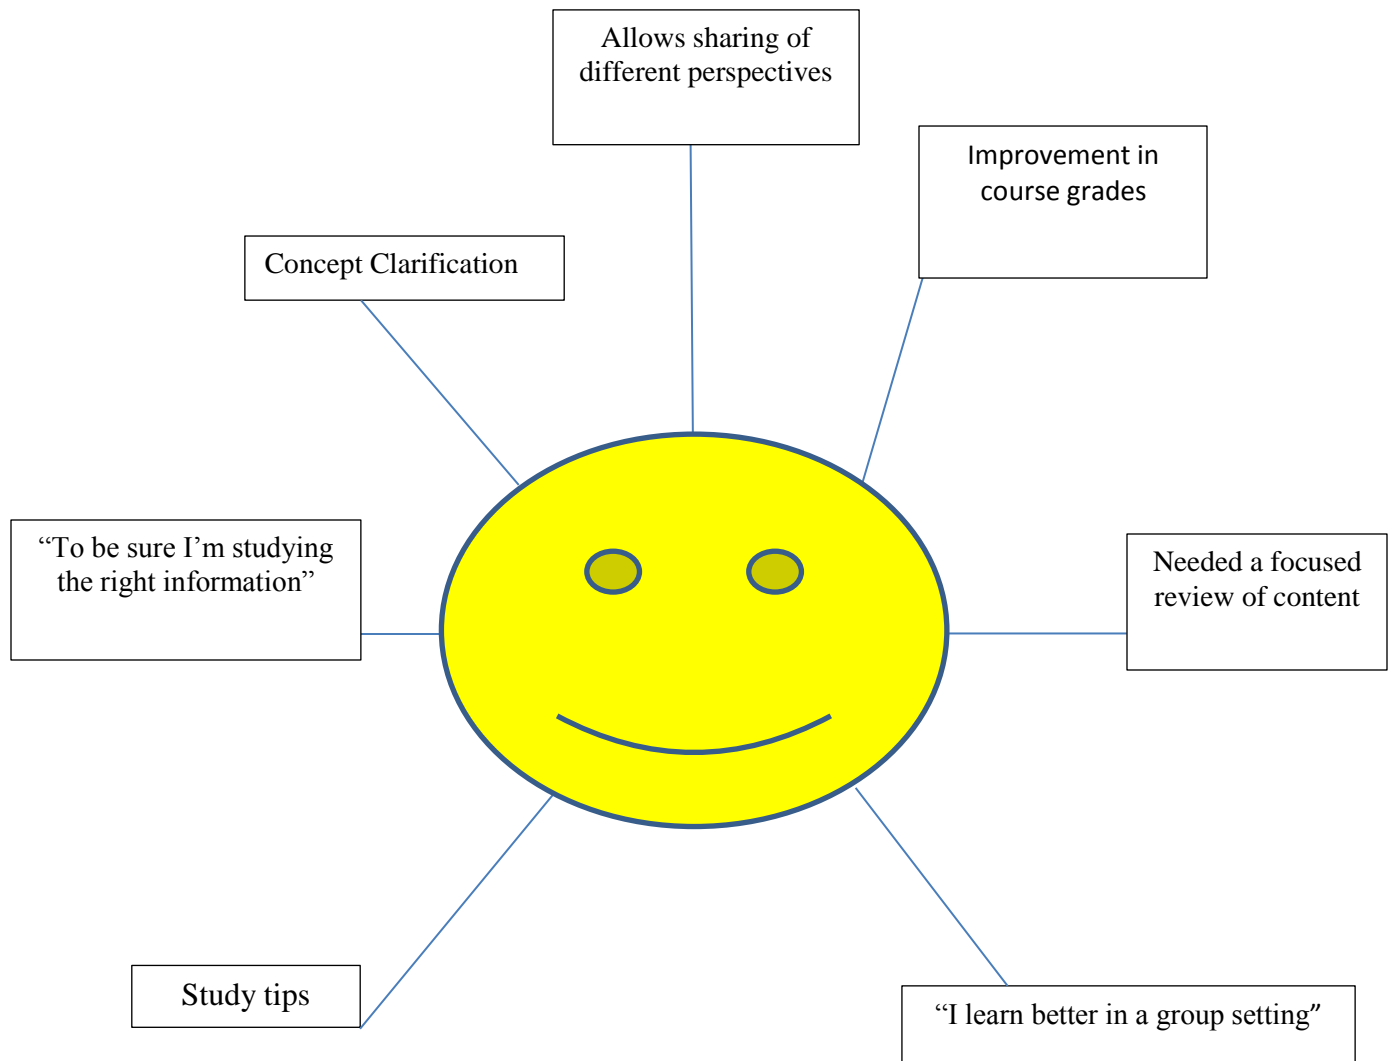 Allows sharing of
different perspectives
Improvement in
course grades
Concept Clarification
“To be sure I’m studying
the right information”
Needed a focused
review of content
Study tips
“I learn better in a group setting”